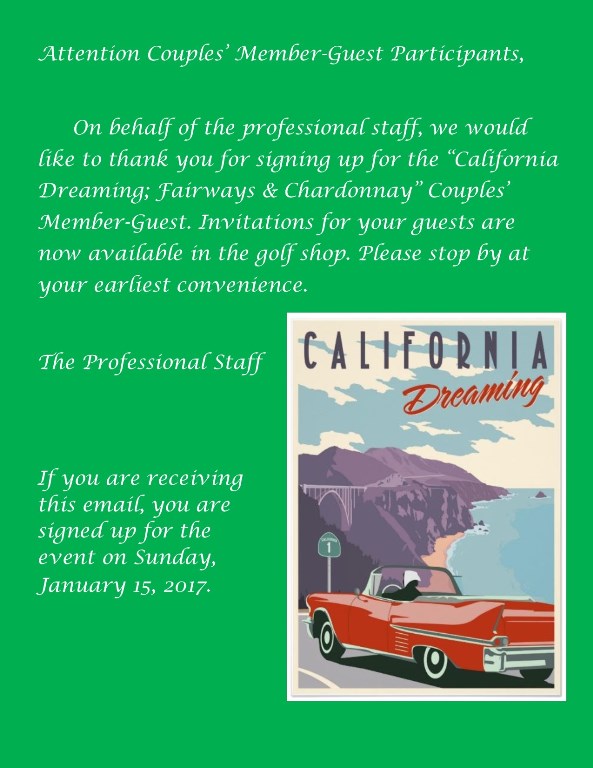 Attention Couples’ Member-Guest Participants,
On behalf of the professional staff, we would
like to thank you for signing up for the “California
Dreaming; Fairways & Chardonnay” Couples’
Member-Guest. Invitations for your guests are
now available in the golf shop. Please stop by at
your earliest convenience.
The Professional Staff
If you are receiving
this email, you are
signed up for the
event on Sunday,
January 15, 2017.
CALIFORNIA
Dreaming
CALIFORNIA
1